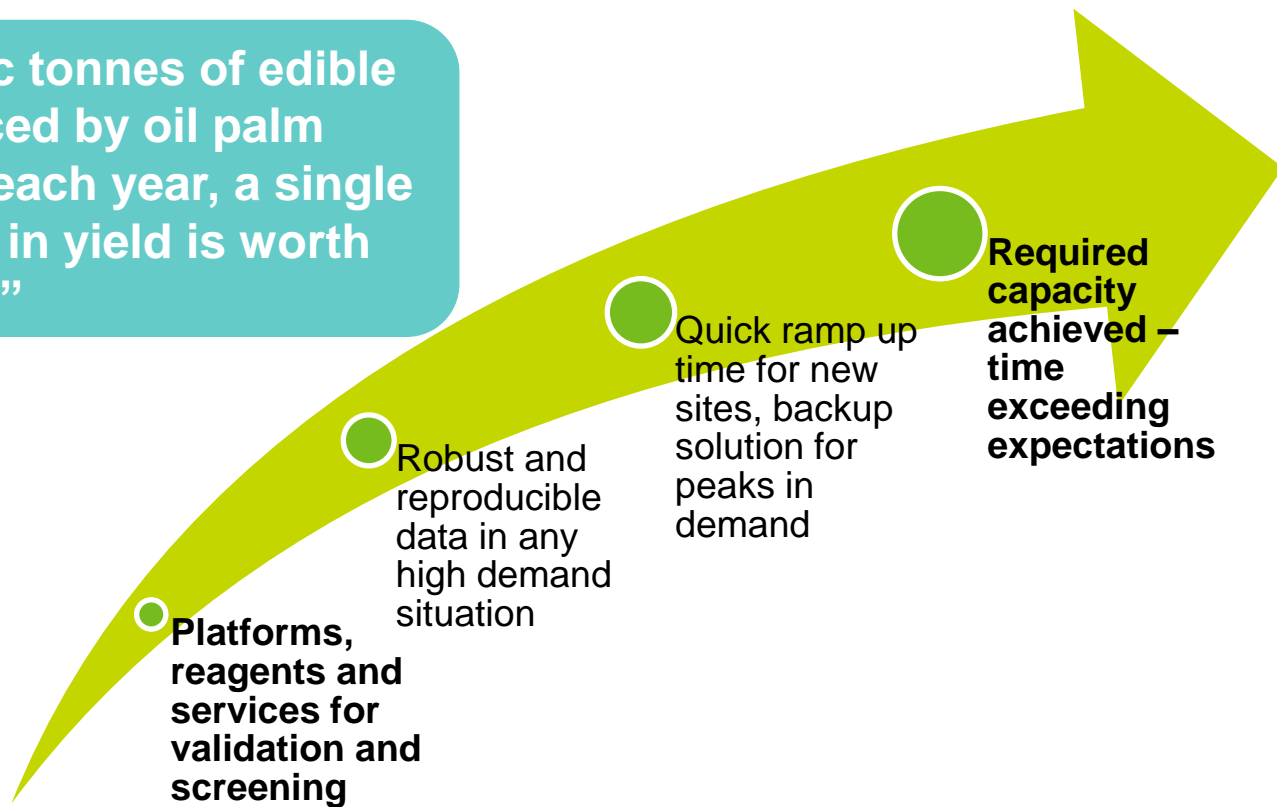 c tonnes of edible
ced by oil palm
each year, a single
in yield is worth
”
Required
capacity
achieved –
time
exceeding
expectations
Quick ramp up
time for new
sites, backup
solution for
peaks in
demand
Robust and
reproducible
data in any
high demand
situation
Platforms,
reagents and
services for
validation and
screening